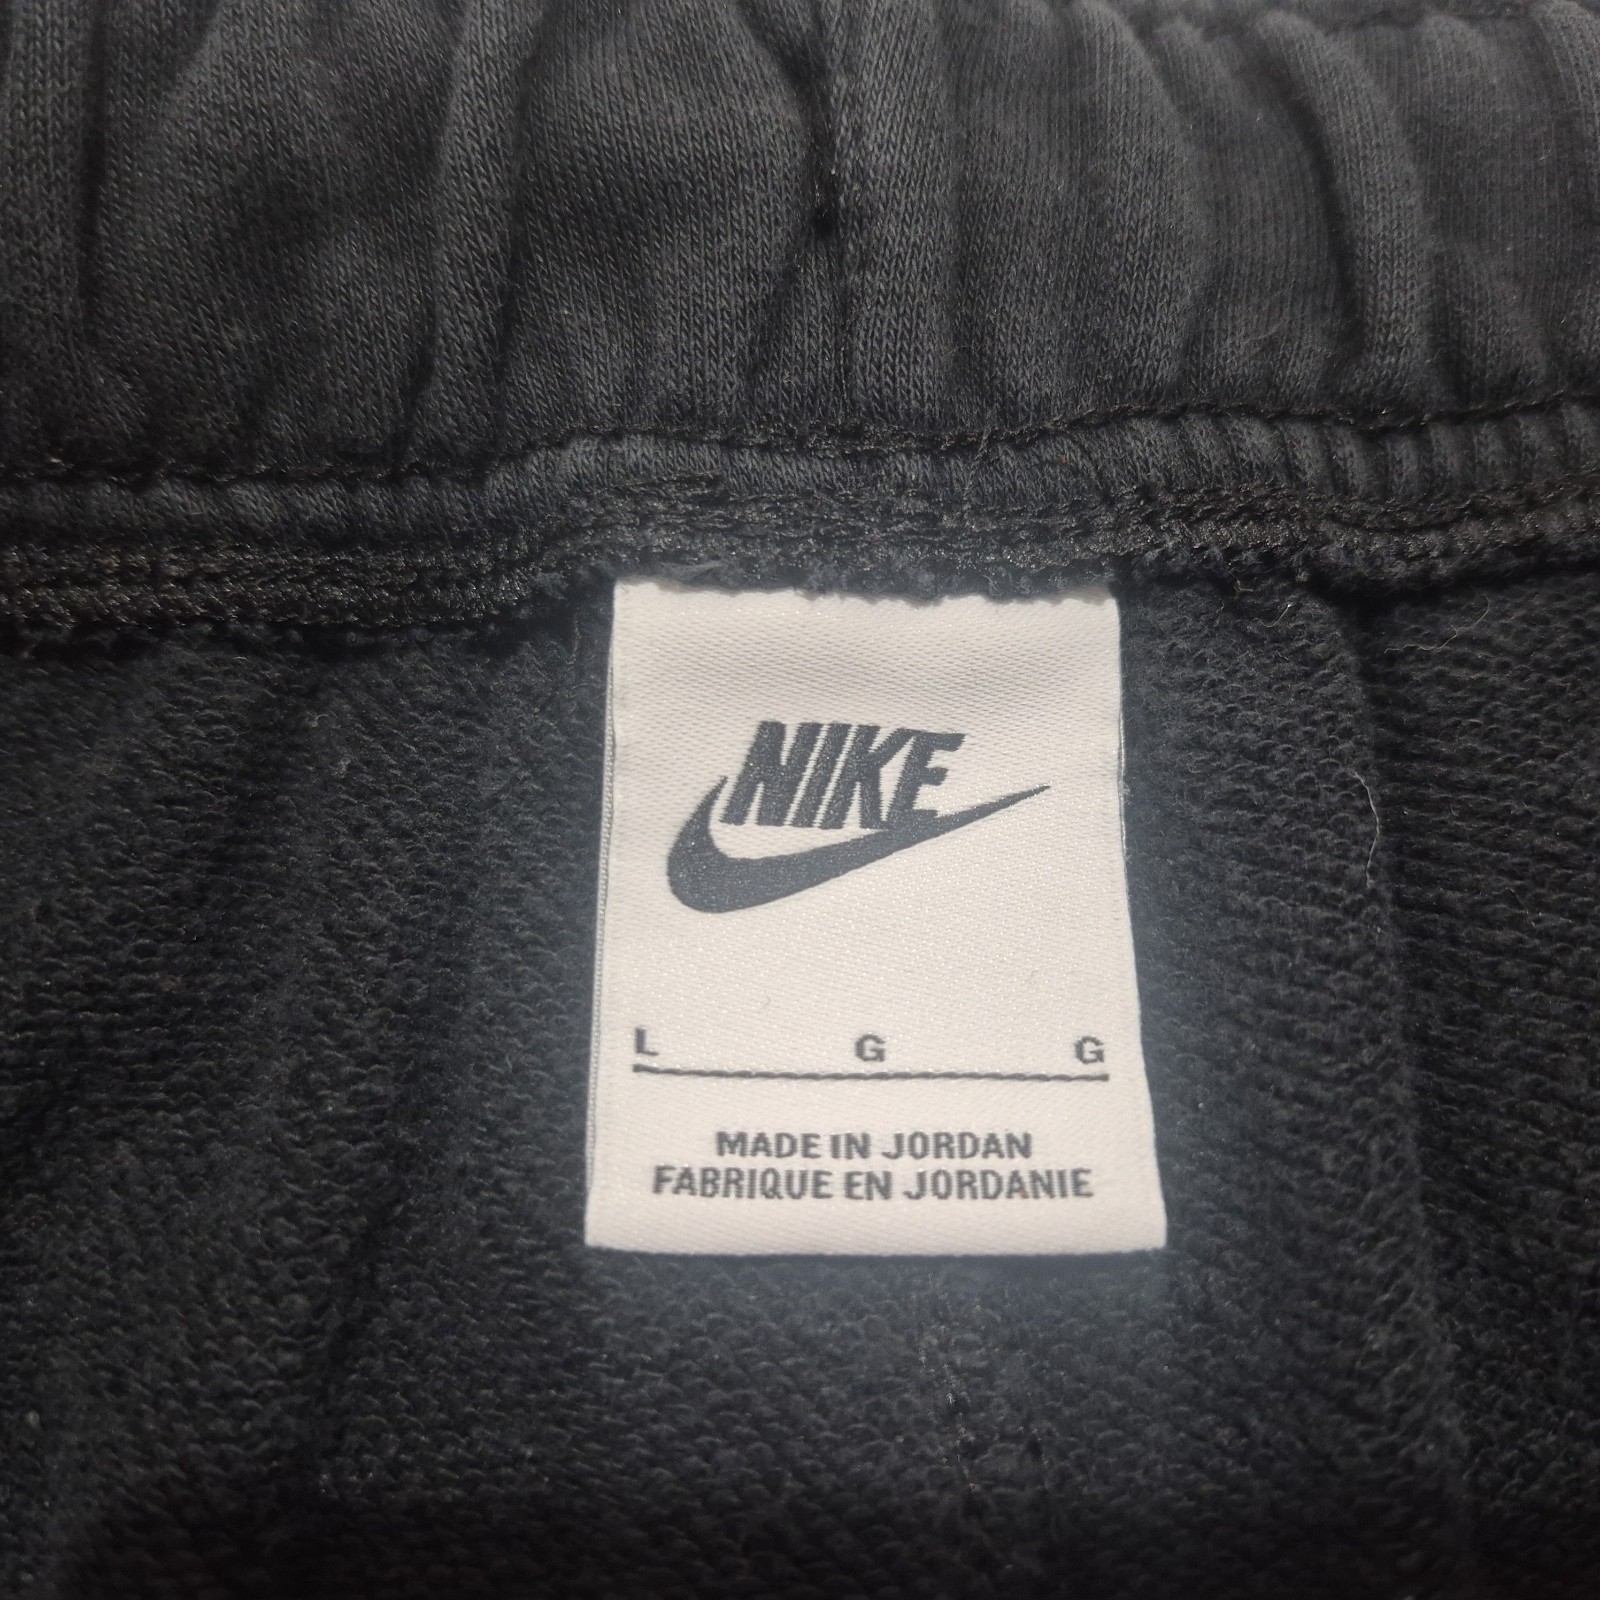 NIKE
L G G
MADE IN JORDAN
FABRIQUE EN JORDANIE